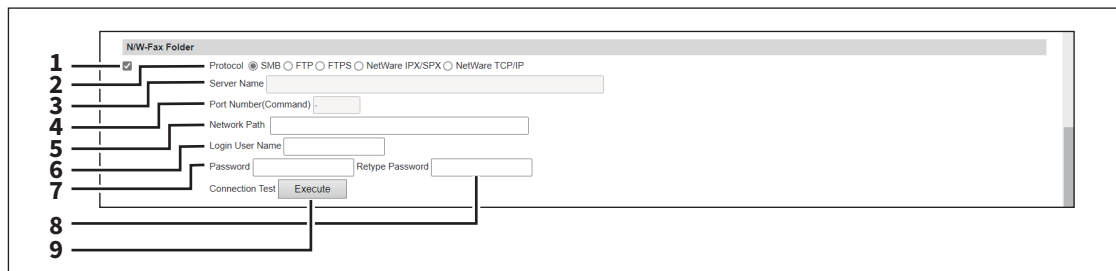 N/W-Fax Folder
1
2 Protocol SMB FTP FTPS NetWare IPX/SPX NetWare TCP/IP
3 Server Name
4 Port Number(Command) -
5 Network Path
6 Login User Name
7 Password Retype Password
Connection Test Execute
8
9